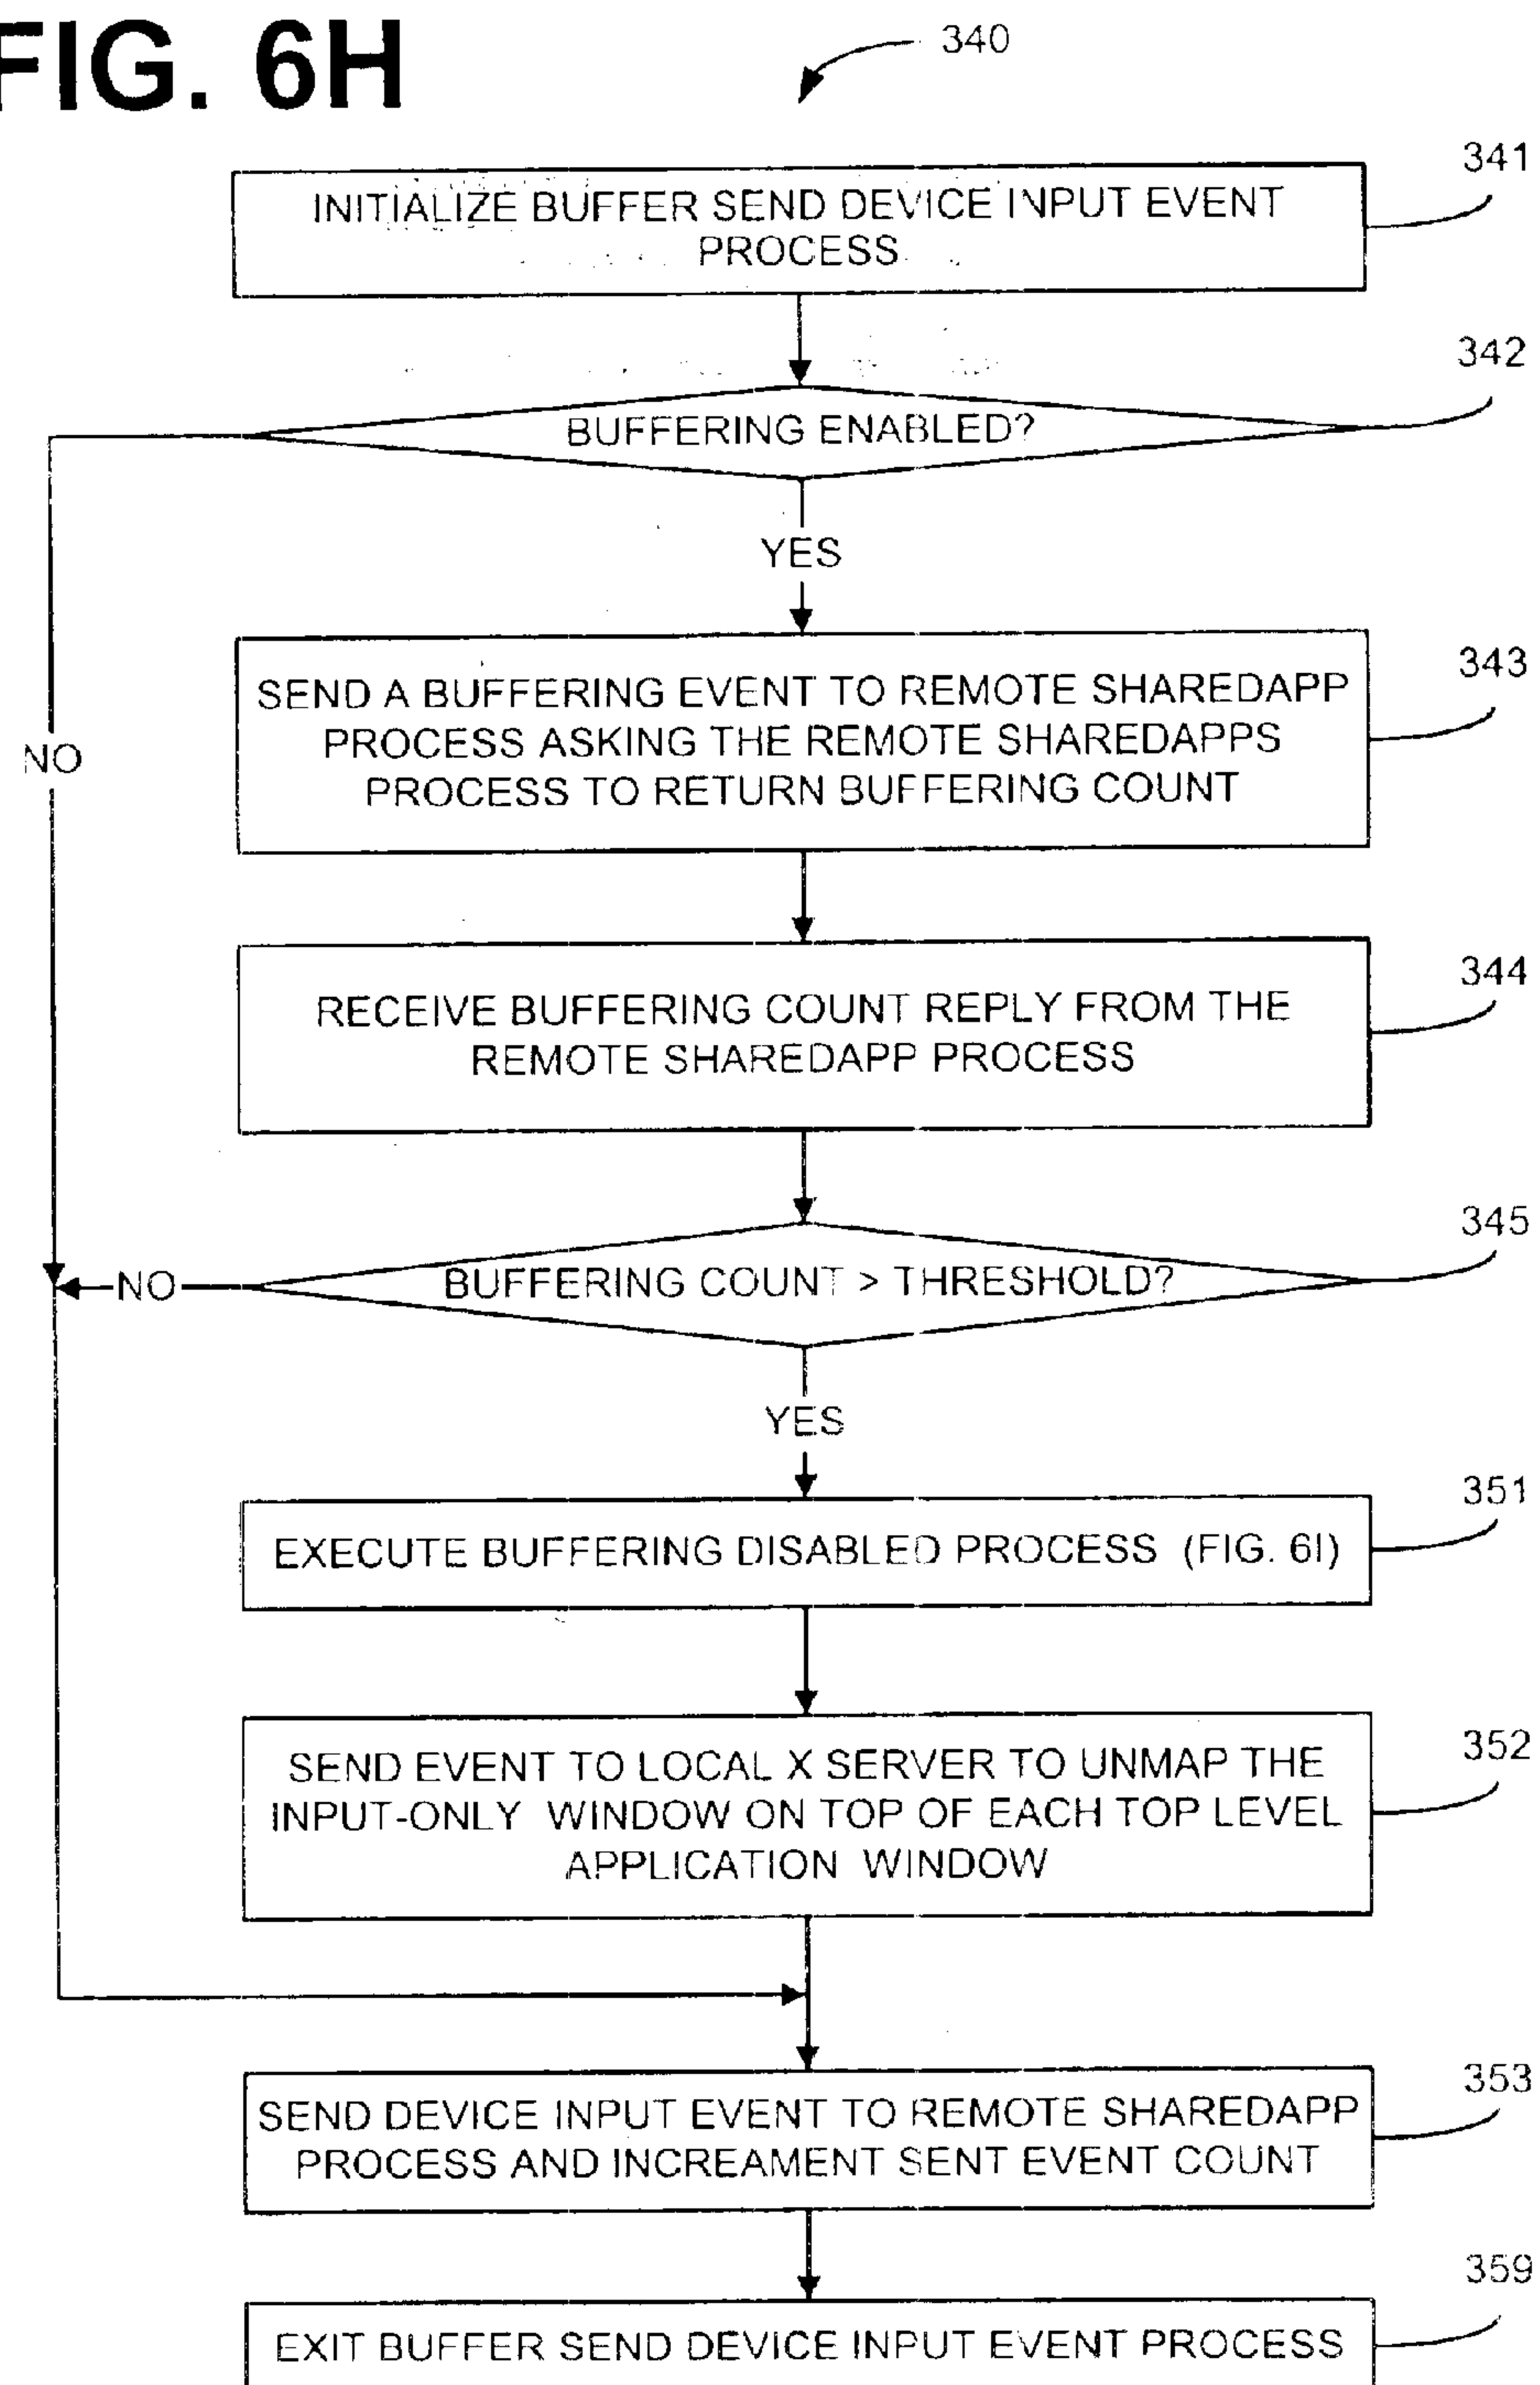 FIG. 6H
340
341
INITIALIZE BUFFER SEND DEVICE INPUT EVENT
PROCESS
342
BUFFERING ENABLED?
YES
NO
343
SEND A BUFFERING EVENT TO REMOTE SHAREDAPP
PROCESS ASKING THE REMOTE SHAREDAPPS
PROCESS TO RETURN BUFFERING COUNT
344
RECEIVE BUFFERING COUNT REPLY FROM THE
REMOTE SHAREDAPP PROCESS
345
BUFFERING COUNT > THRESHOLD?
NO
YES
351
EXECUTE BUFFERING DISABLED PROCESS (FIG. 6I)
352
SEND EVENT TO LOCAL X SERVER TO UNMAP THE
INPUT-ONLY WINDOW ON TOP OF EACH TOP LEVEL
APPLICATION WINDOW
353
SEND DEVICE INPUT EVENT TO REMOTE SHAREDAPP
PROCESS AND INCREAMENT SENT EVENT COUNT
359
EXIT BUFFER SEND DEVICE INPUT EVENT PROCESS